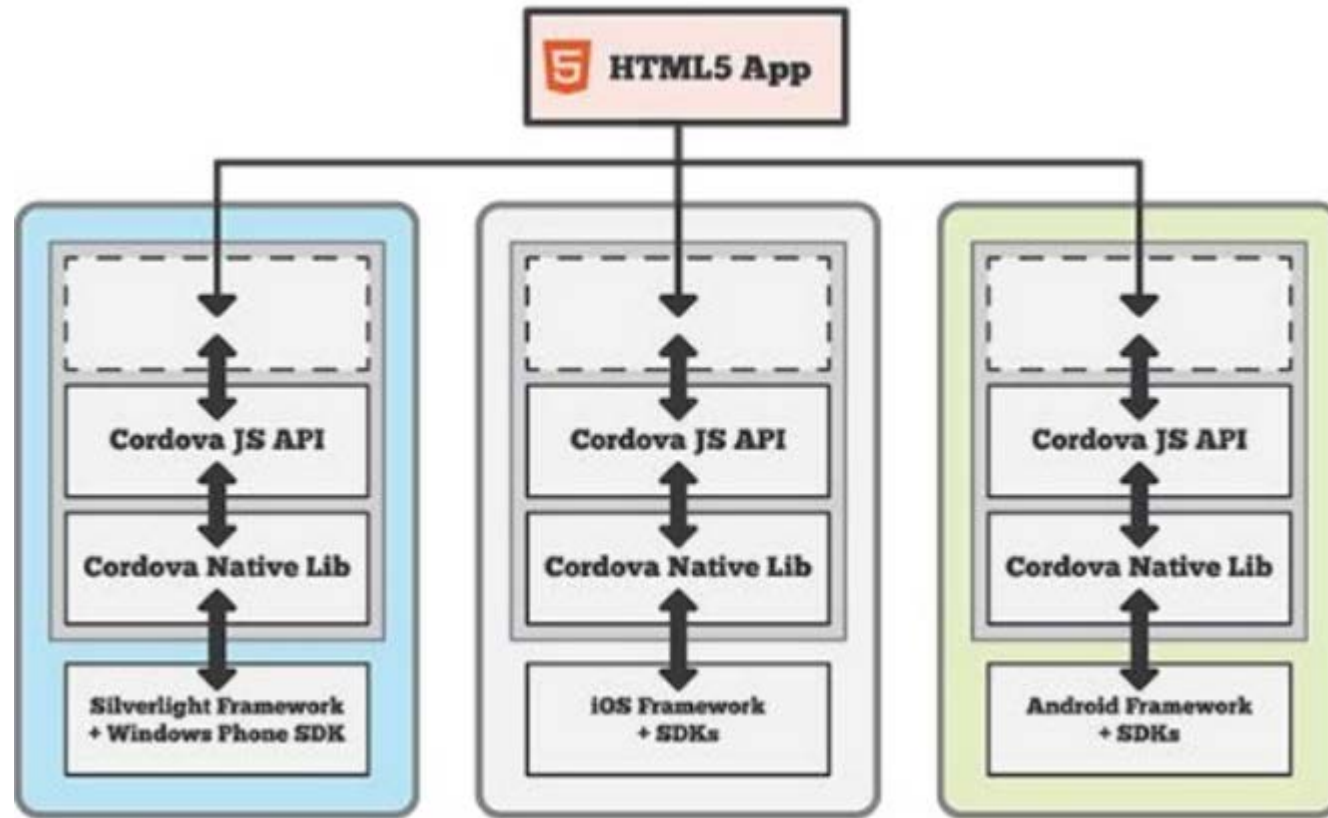 5 HTML5 App
Cordova JS API
Cordova Native Lib
Silverlight Framework
+ Windows Phone SDK
Cordova JS API
Cordova Native Lib
iOS Framework
+ SDKs
Cordova JS API
Cordova Native Lib
Android Framework
+ SDKs